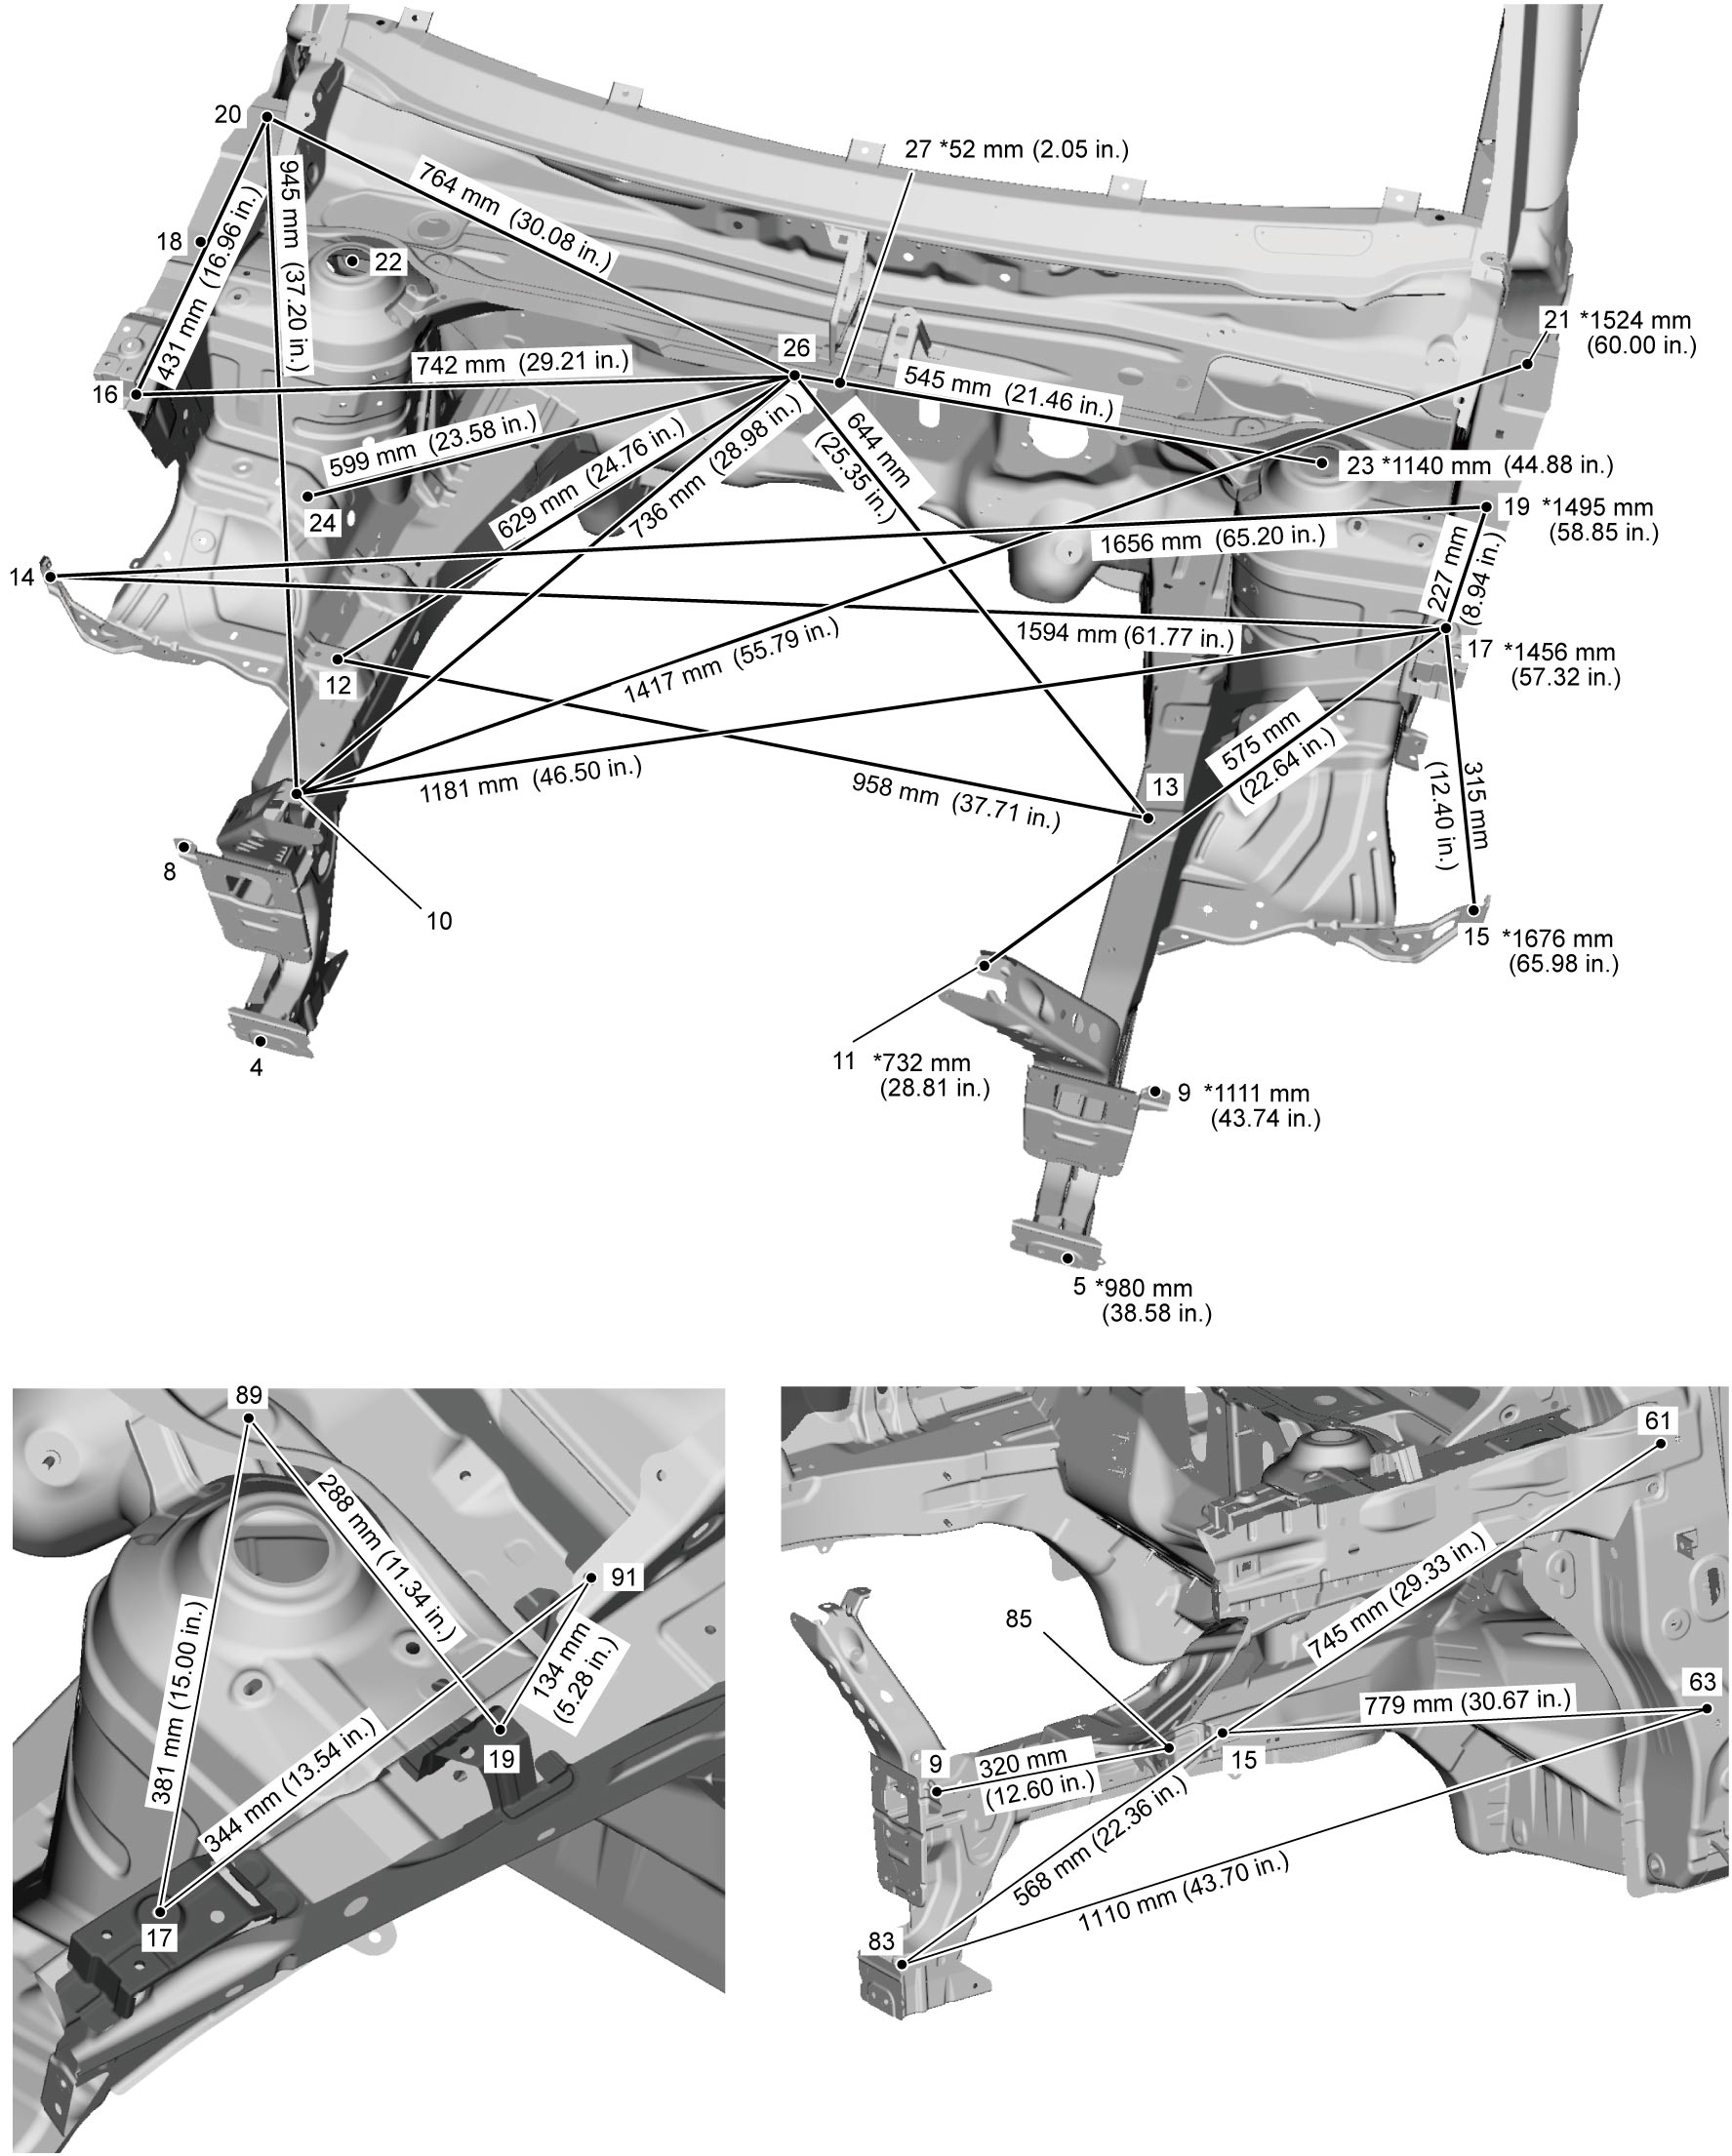 20
27 *52 mm (2.05 in.)
764 mm (30.08 in.)
945 mm (37.20 in.)
431 mm (16.96 in.)
18
22
21 *1524 mm
(60.00 in.)
26
742 mm (29.21 in.)
16
545 mm (21.46 in.)
599 mm (23.58 in.)
644 mm
(25.35 in.)
23 *1140 mm (44.88 in.)
24
629 mm (24.76 in.)
736 mm (28.98 in.)
19 *1495 mm
(58.85 in.)
1656 mm (65.20 in.)
227 mm
(8.94 in.)
14
1594 mm (61.77 in.)
17 *1456 mm
(57.32 in.)
12
1417 mm (55.79 in.)
575 mm
(22.64 in.)
1181 mm (46.50 in.)
958 mm (37.71 in.)
13
315 mm
(12.40 in.)
8
10
15 *1676 mm
(65.98 in.)
4
11 *732 mm
(28.81 in.)
9 *1111 mm
(43.74 in.)
5 *980 mm
(38.58 in.)
89
288 mm (11.34 in.)
91
381 mm (15.00 in.)
134 mm
(5.28 in.)
344 mm (13.54 in.)
19
17
61
85
745 mm (29.33 in.)
63
779 mm (30.67 in.)
9
320 mm
(12.60 in.)
15
568 mm (22.36 in.)
1110 mm (43.70 in.)
83